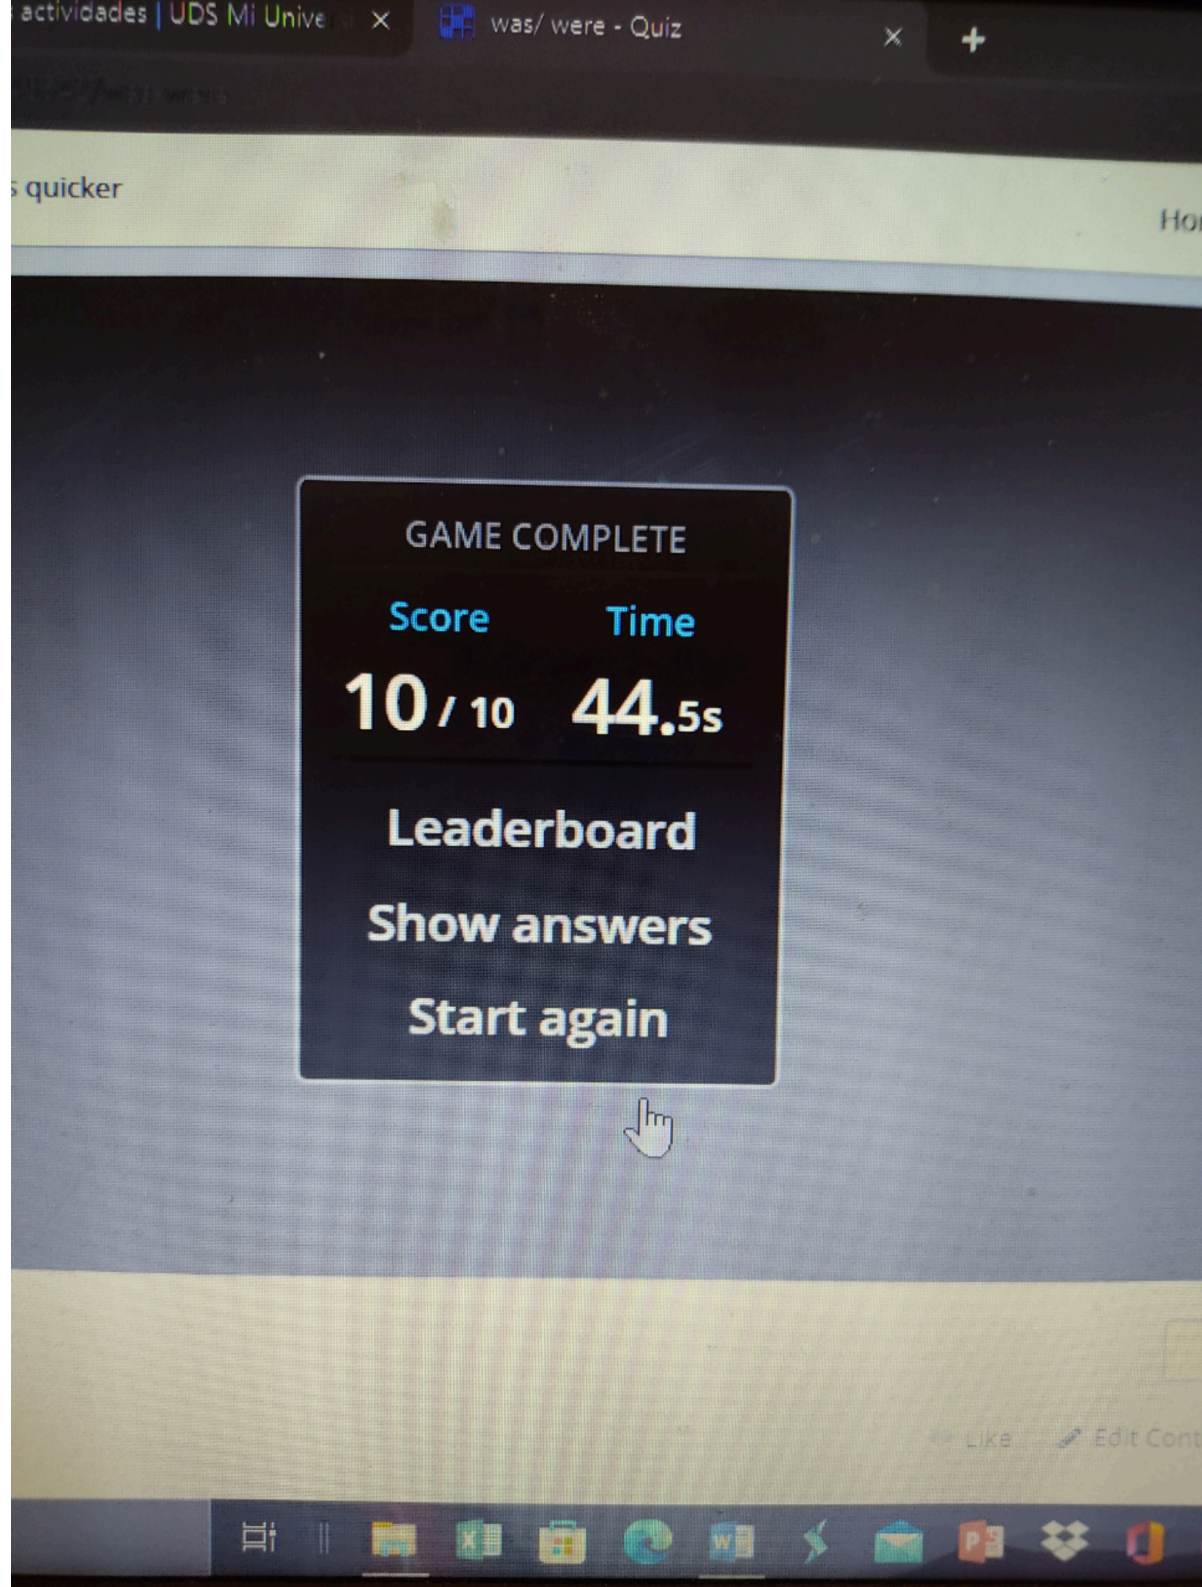 actividades | UDS Mi Unive
was/ were - Quiz
s quicker
GAME COMPLETE
Score Time
10 / 10 44.5s
Leaderboard
Show answers
Start again
Like Edit Cont